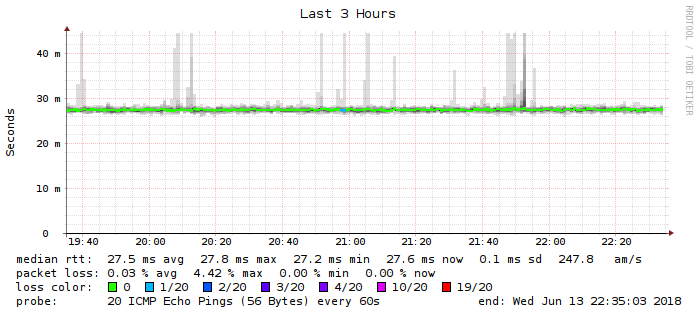 Last 3 Hours
RRDTOOL / TOBI OETIKER
Seconds
40 m
30 m
20 m
10 m
0
19:40 20:00 20:20 20:40 21:00 21:20 21:40 22:00 22:20
median rtt: 27.5 ms avg 27.8 ms max 27.2 ms min 27.6 ms now 0.1 ms sd 247.8 am/s
packet loss: 0.03 % avg 4.42 % max 0.00 % min 0.00 % now
loss color: 0 1/20 2/20 3/20 4/20 10/20 19/20
probe: 20 ICMP Echo Pings (56 Bytes) every 60s end: Wed Jun 13 22:35:03 2018